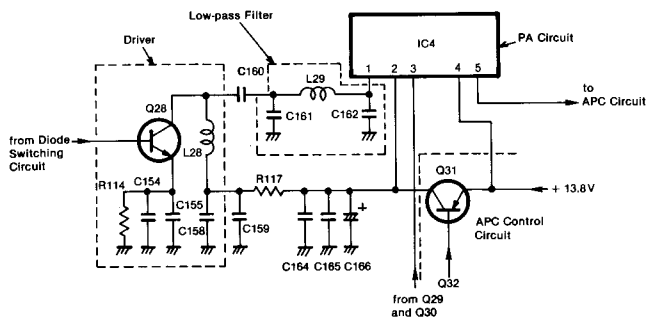 Low-pass Filter
Driver
IC4
PA Circuit
1
2
3
4
5
C160
L29
to
APC Circuit
Q28
C161
C162
from Diode
Switching
Circuit
L28
Q31
R114
C154
R117
+ 13.8V
C155
C158
C159
+
APC Control
Circuit
C164
C165
C166
Q32
from Q29
and Q30